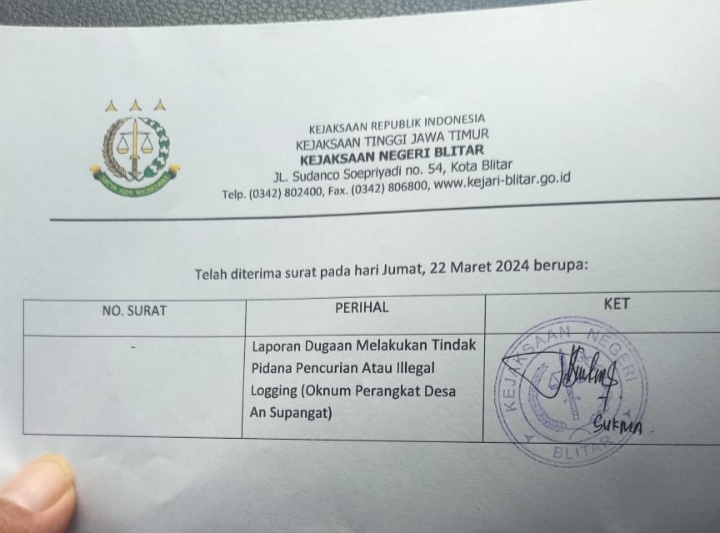 KEJAKSAAN REPUBLIK INDONESIA
KEJAKSAAN TINGGI JAWA TIMUR
KEJAKSAAN NEGERI BLITAR
JL. Sudanco Soepriyadi no. 54, Kota Blitar
Telp. (0342) 802400, Fax. (0342) 806800, www.kejari-blitar.go.id
Telah diterima surat pada hari Jumat, 22 Maret 2024 berupa:
NO. SURAT
PERIHAL
KET
-
Laporan Dugaan Melakukan Tindak
Pidana Pencurian Atau Illegal
Logging (Oknum Perangkat Desa
An Supangat)
KEJAKSAAN NEGERI
BLITAR
SUKMA.